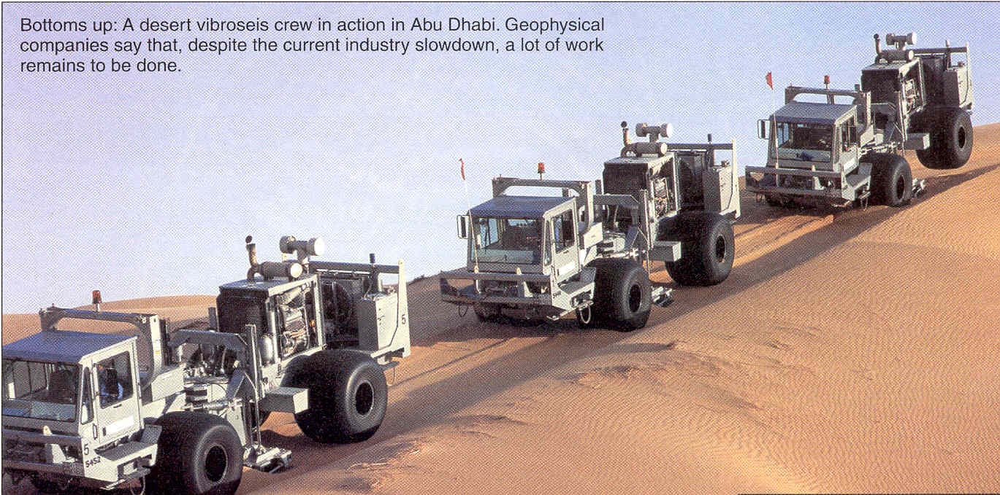 Bottoms up: A desert vibroseis crew in action in Abu Dhabi. Geophysical
companies say that, despite the current industry slowdown, a lot of work
remains to be done.
5
5
5452